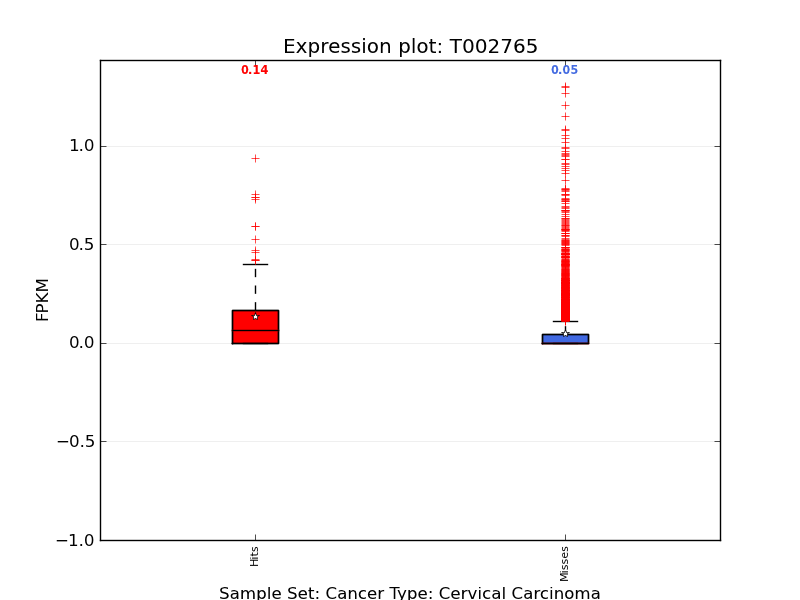 Expression plot: T002765
0.14
0.05
1.0
0.5
0.0
−0.5
−1.0
FPKM
Hits
Misses
Sample Set: Cancer Type: Cervical Carcinoma